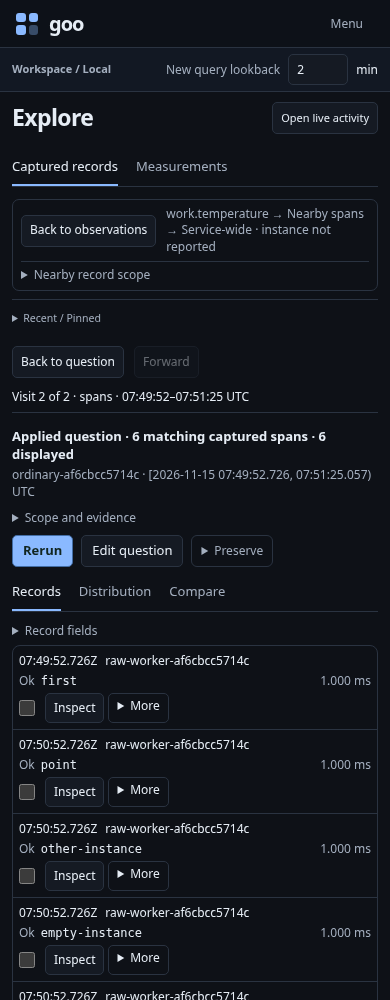 goo
Menu
Workspace / Local
New query lookback 2 min
Explore
Open live activity
Captured records Measurements
Back to observations
work.temperature → Nearby spans
→ Service-wide · instance not
reported
▶ Nearby record scope
▶ Recent / Pinned
Back to question Forward
Visit 2 of 2 · spans · 07:49:52–07:51:25 UTC
Applied question · 6 matching captured spans · 6
displayed
ordinary-af6cbcc5714c · [2026-11-15 07:49:52.726, 07:51:25.057)
UTC
▶ Scope and evidence
Rerun Edit question ▶ Preserve
Records Distribution Compare
▶ Record fields
07:49:52.726Z raw-worker-af6cbcc5714c
Ok first 1.000 ms
Inspect ▶ More
07:50:52.726Z raw-worker-af6cbcc5714c
Ok point 1.000 ms
Inspect ▶ More
07:50:52.726Z raw-worker-af6cbcc5714c
Ok other-instance 1.000 ms
Inspect ▶ More
07:50:52.726Z raw-worker-af6cbcc5714c
Ok empty-instance 1.000 ms
Inspect ▶ More
07:50:52.726Z raw-worker-af6cbcc5714c